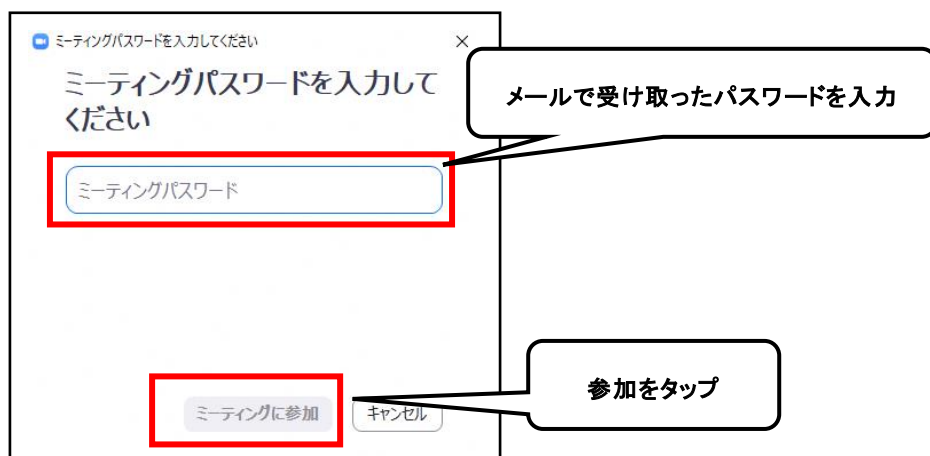 ミーティングパスワードを入力してください
ミーティングパスワードを入力して
ください
メールで受け取ったパスワードを入力
ミーティングパスワード
参加をタップ
ミーティングに参加
キャンセル